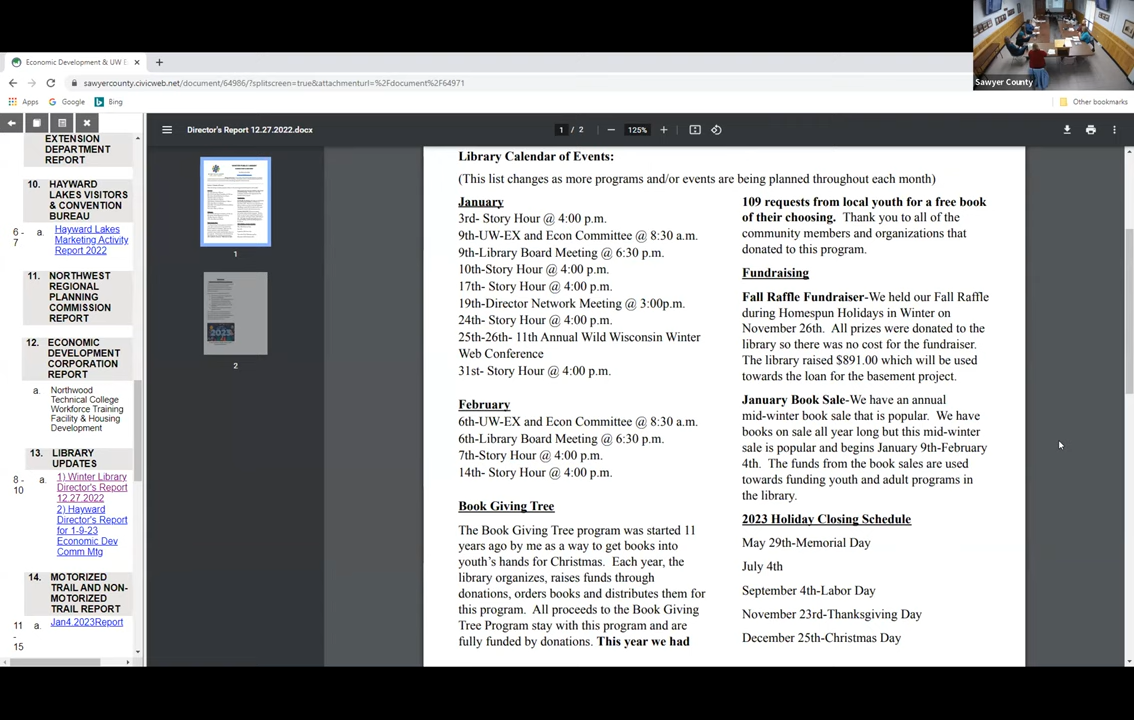 Sawyer County
Economic Development & UW E
sawyercounty.civicweb.net/document/64986/?splitscreen=true&attachmenturl=%2Fdocument%2F64971
Apps
Google
Bing
Other bookmarks
EXTENSION
DEPARTMENT
REPORT
10. HAYWARD
LAKES VISITORS
& CONVENTION
BUREAU
6 -
7
a. Hayward Lakes
Marketing Activity
Report 2022
11. NORTHWEST
REGIONAL
PLANNING
COMMISSION
REPORT
12. ECONOMIC
DEVELOPMENT
CORPORATION
REPORT
a. Northwood
Technical College
Workforce Training
Facility & Housing
Development
13. LIBRARY
UPDATES
8 -
10
a. 1) Winter Library
Director's Report
12.27.2022
2) Hayward
Director's Report
for 1-9-23
Economic Dev
Comm Mtg
14. MOTORIZED
TRAIL AND NON-
MOTORIZED
TRAIL REPORT
11
-
15
a. Jan4.2023Report
Director's Report 12.27.2022.docx
1 / 2
125%
1
2
Library Calendar of Events:
(This list changes as more programs and/or events are being planned throughout each month)
January
3rd- Story Hour @ 4:00 p.m.
9th-UW-EX and Econ Committee @ 8:30 a.m.
9th-Library Board Meeting @ 6:30 p.m.
10th-Story Hour @ 4:00 p.m.
17th- Story Hour @ 4:00 p.m.
19th-Director Network Meeting @ 3:00p.m.
24th- Story Hour @ 4:00 p.m.
25th-26th- 11th Annual Wild Wisconsin Winter
Web Conference
31st- Story Hour @ 4:00 p.m.
February
6th-UW-EX and Econ Committee @ 8:30 a.m.
6th-Library Board Meeting @ 6:30 p.m.
7th-Story Hour @ 4:00 p.m.
14th- Story Hour @ 4:00 p.m.
Book Giving Tree
The Book Giving Tree program was started 11
years ago by me as a way to get books into
youth's hands for Christmas. Each year, the
library organizes, raises funds through
donations, orders books and distributes them for
this program. All proceeds to the Book Giving
Tree Program stay with this program and are
fully funded by donations. This year we had
109 requests from local youth for a free book
of their choosing. Thank you to all of the
community members and organizations that
donated to this program.
Fundraising
Fall Raffle Fundraiser-We held our Fall Raffle
during Homespun Holidays in Winter on
November 26th. All prizes were donated to the
library so there was no cost for the fundraiser.
The library raised $891.00 which will be used
towards the loan for the basement project.
January Book Sale-We have an annual
mid-winter book sale that is popular. We have
books on sale all year long but this mid-winter
sale is popular and begins January 9th-February
4th. The funds from the book sales are used
towards funding youth and adult programs in
the library.
2023 Holiday Closing Schedule
May 29th-Memorial Day
July 4th
September 4th-Labor Day
November 23rd-Thanksgiving Day
December 25th-Christmas Day